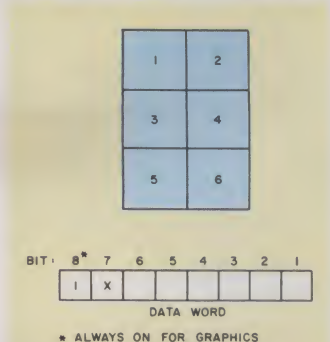 1 2
3 4
5 6
BIT: 8* 7 6 5 4 3 2 1
1 X
DATA WORD
* ALWAYS ON FOR GRAPHICS